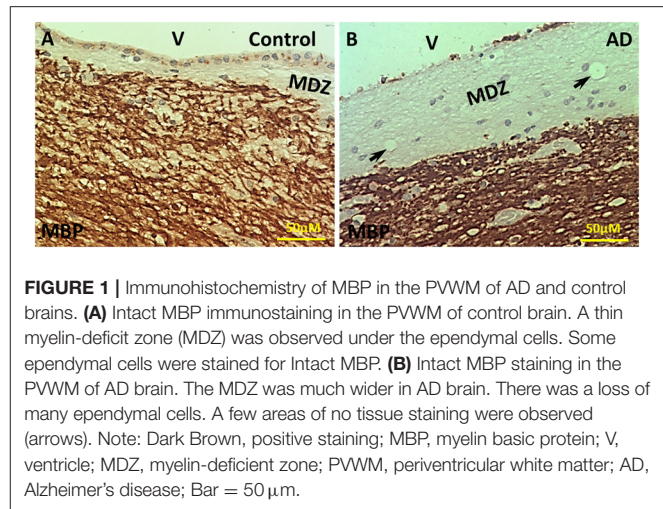 A V Control
MDZ
MBP 50µM
B V AD
MDZ
MBP 50µM
FIGURE 1 | Immunohistochemistry of MBP in the PVWM of AD and control
brains. (A) Intact MBP immunostaining in the PVWM of control brain. A thin
myelin-deficit zone (MDZ) was observed under the ependymal cells. Some
ependymal cells were stained for Intact MBP. (B) Intact MBP staining in the
PVWM of AD brain. The MDZ was much wider in AD brain. There was a loss of
many ependymal cells. A few areas of no tissue staining were observed
(arrows). Note: Dark Brown, positive staining; MBP, myelin basic protein; V,
ventricle; MDZ, myelin-deficient zone; PVWM, periventricular white matter; AD,
Alzheimer's disease; Bar = 50 µm.